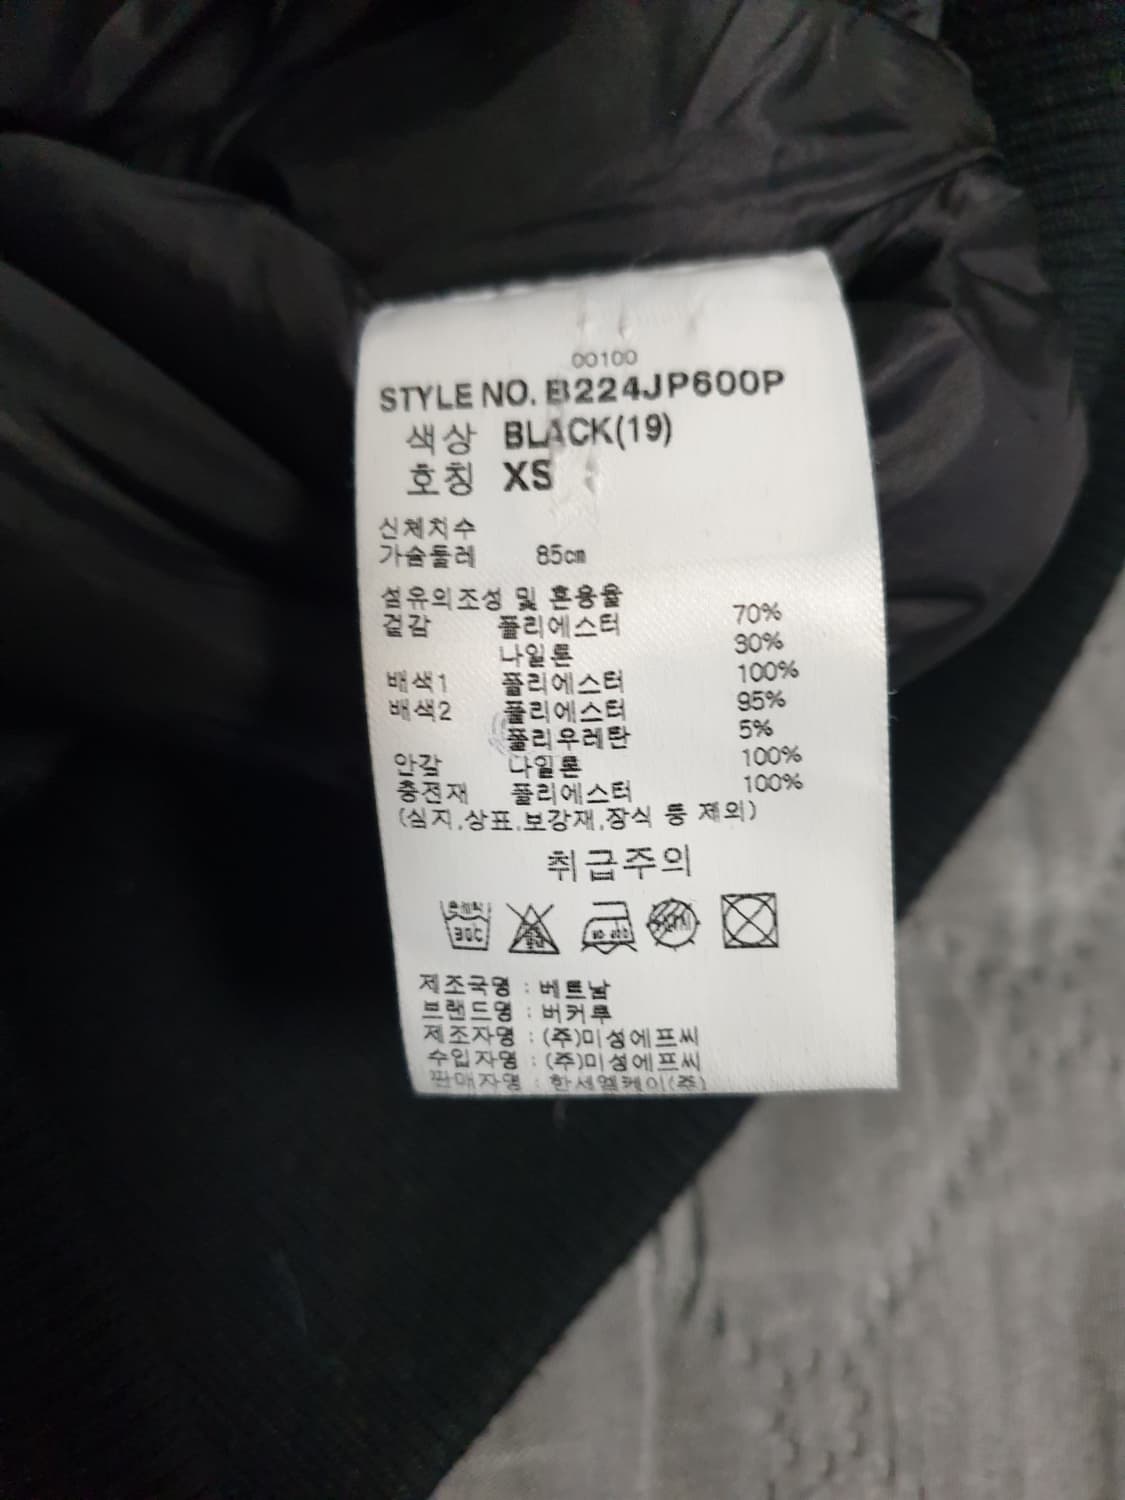 00100
STYLE NO. B224JP600P
색상 BLACK(19)
호칭 XS
신체치수
가슴둘레 85cm
섬유의조성 및 혼용율
겉감 폴리에스터 70%
나일론 30%
배색1 폴리에스터 100%
배색2 폴리에스터 95%
폴리우레탄 5%
안감 나일론 100%
충전재 폴리에스터 100%
(심지,상표,보강재,장식 등 제외)
취급주의
30C
제조국명 : 베트남
브랜드명 : 버커루
제조자명 : (주)미성에프씨
수입자명 : (주)미성에프씨
판매자명 : 한세엠케이(주)